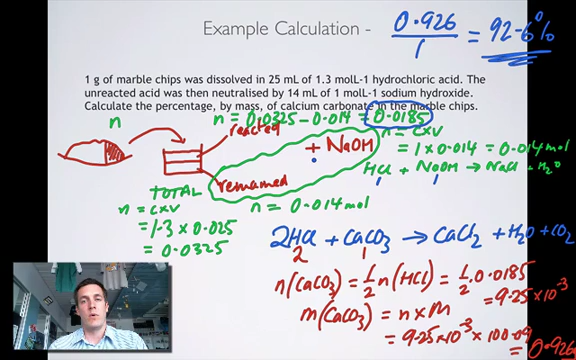 Example Calculation -
0.926
1
= 92.6%
1 g of marble chips was dissolved in 25 mL of 1.3 molL-1 hydrochloric acid. The
unreacted acid was then neutralised by 14 mL of 1 molL-1 sodium hydroxide.
Calculate the percentage, by mass, of calcium carbonate in the marble chips.
n
n = 0.0325 - 0.014 = 0.0185
reacted
n = C×V
+ NaOH
= 1 × 0.014 = 0.014 mol
HCl + NaOH → NaCl + H2O
1 1
remained
TOTAL
n = C×V
n = 0.014 mol
= 1.3 × 0.025
= 0.0325
2HCl + CaCO3 → CaCl2 + H2O + CO2
2 1
n(CaCO3) = 1/2 n(HCl) = 1/2 0.0185
= 9.25×10-3
m(CaCO3) = n × M
= 9.25×10-3 × 100.09
= 0.926